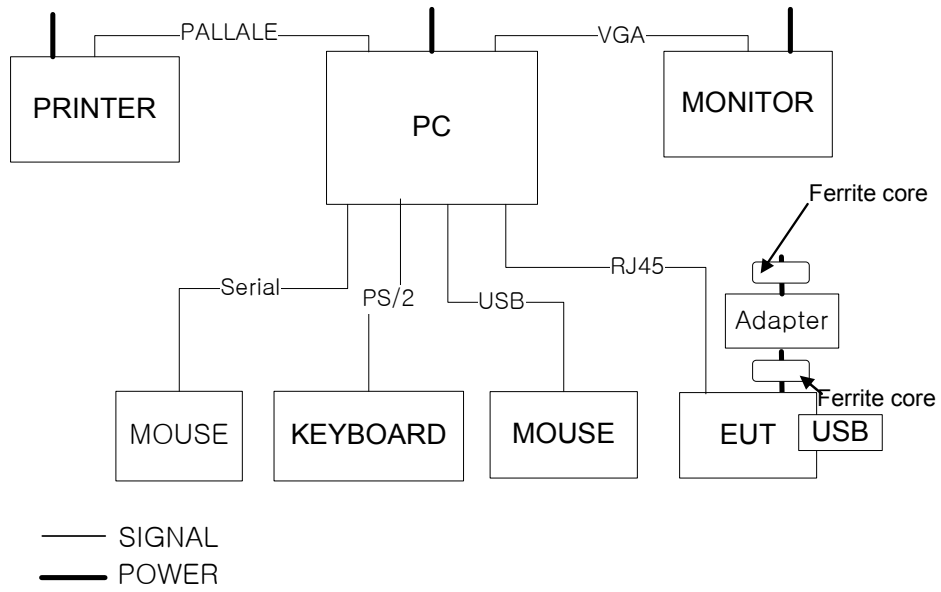 PALLALE
VGA
PRINTER
PC
MONITOR
Ferrite core
RJ45
Serial
PS/2
USB
Adapter
Ferrite core
MOUSE
KEYBOARD
MOUSE
EUT
USB
SIGNAL
POWER